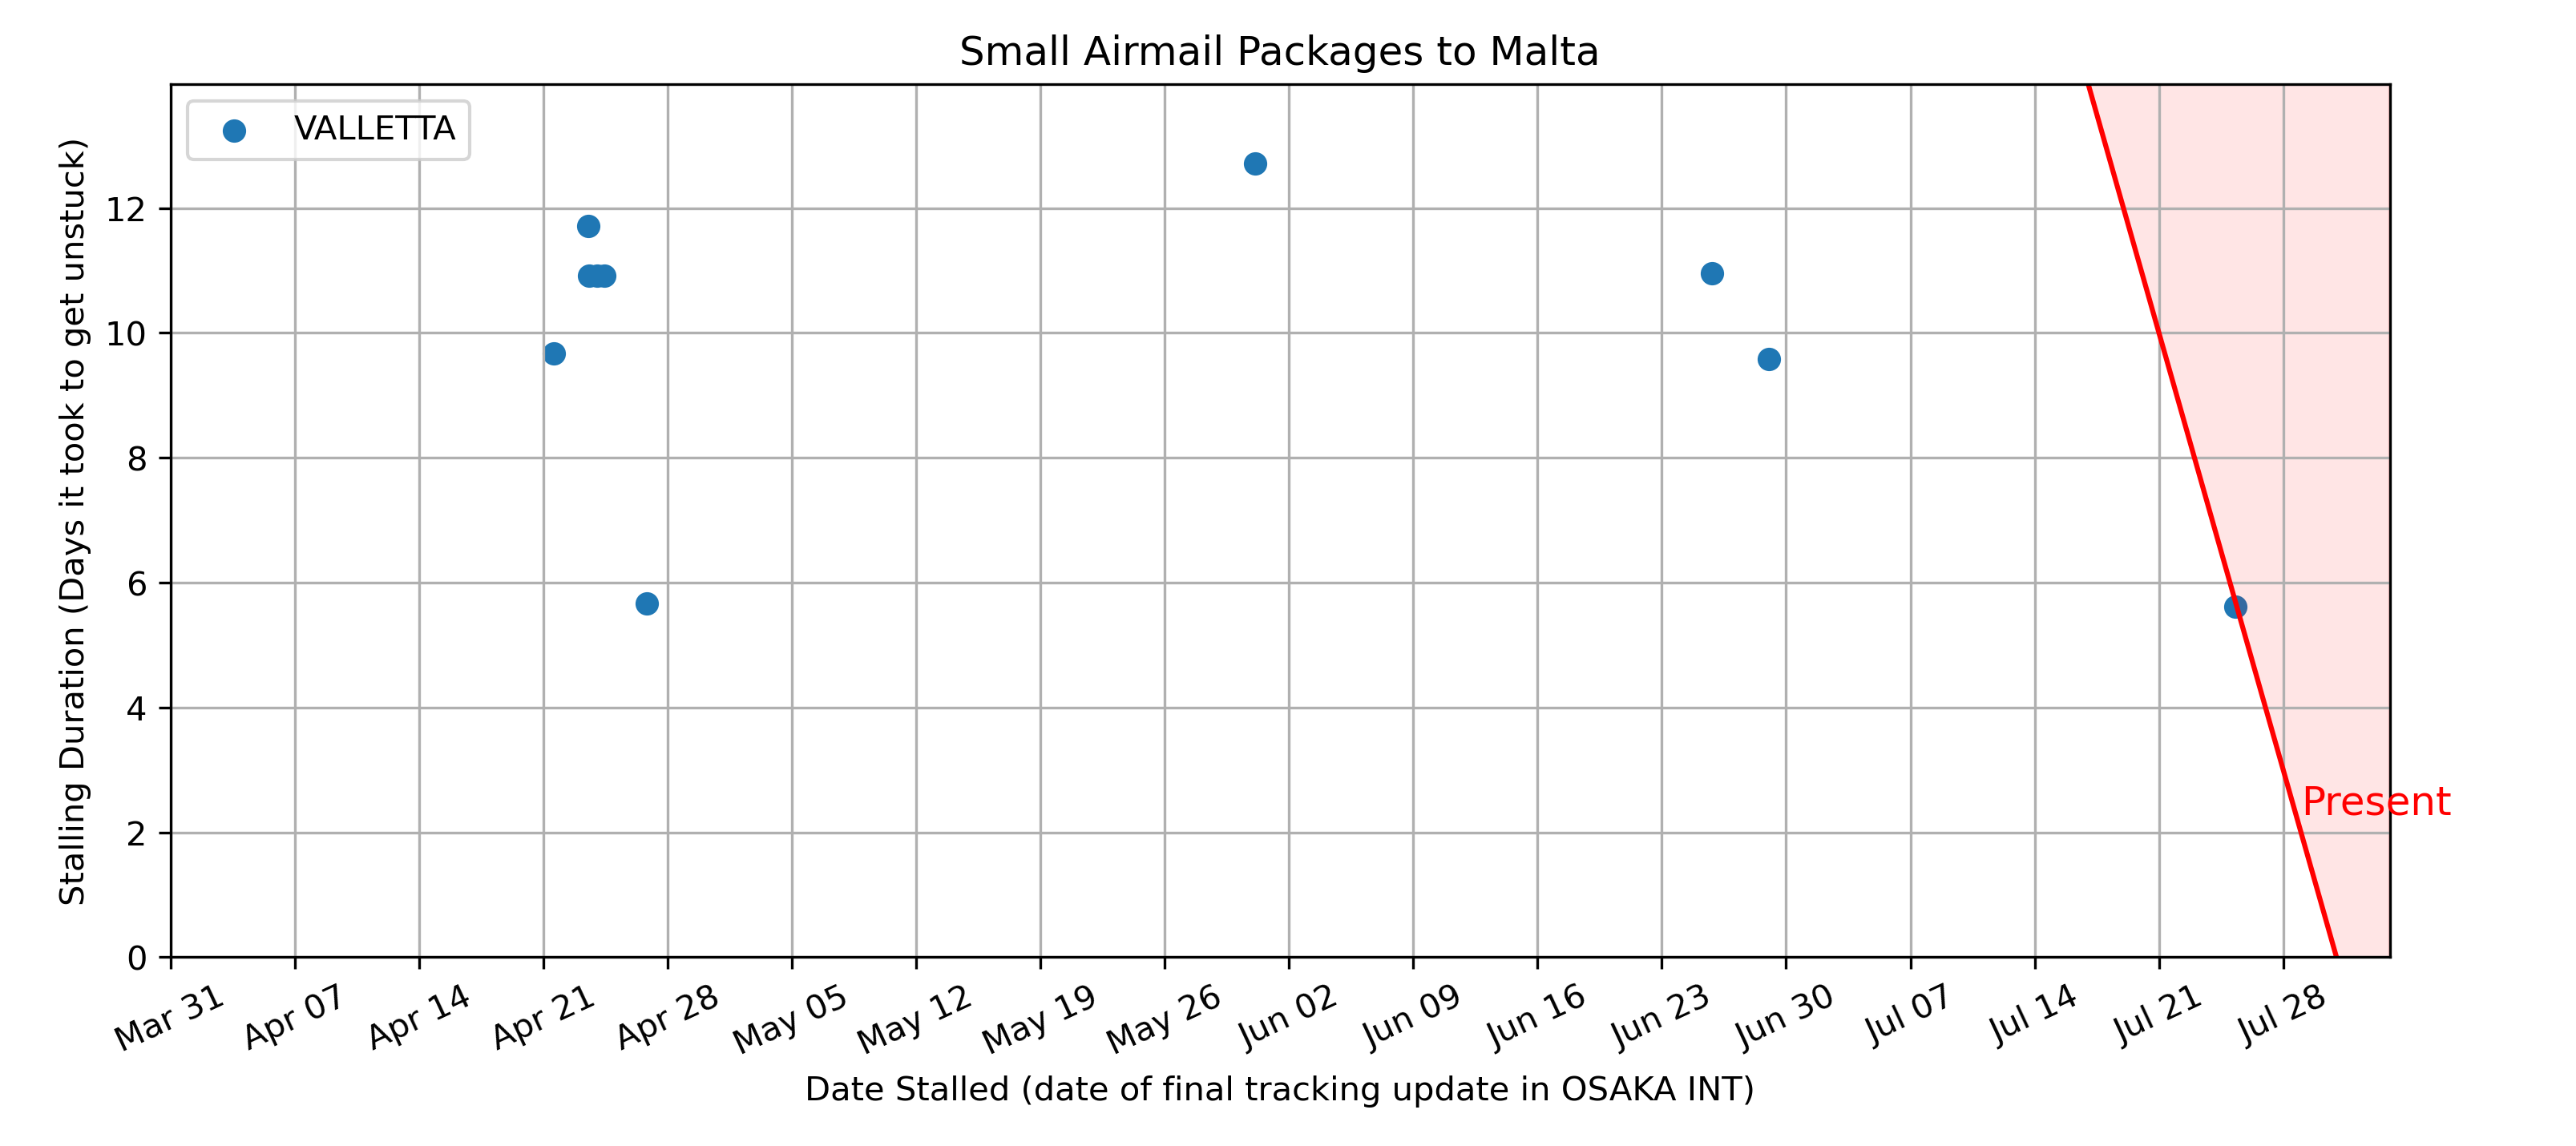 Small Airmail Packages to Malta
VALLETTA
Stalling Duration (Days it took to get unstuck)
12
10
8
6
4
2
0
Present
Mar 31
Apr 07
Apr 14
Apr 21
Apr 28
May 05
May 12
May 19
May 26
Jun 02
Jun 09
Jun 16
Jun 23
Jun 30
Jul 07
Jul 14
Jul 21
Jul 28
Date Stalled (date of final tracking update in OSAKA INT)